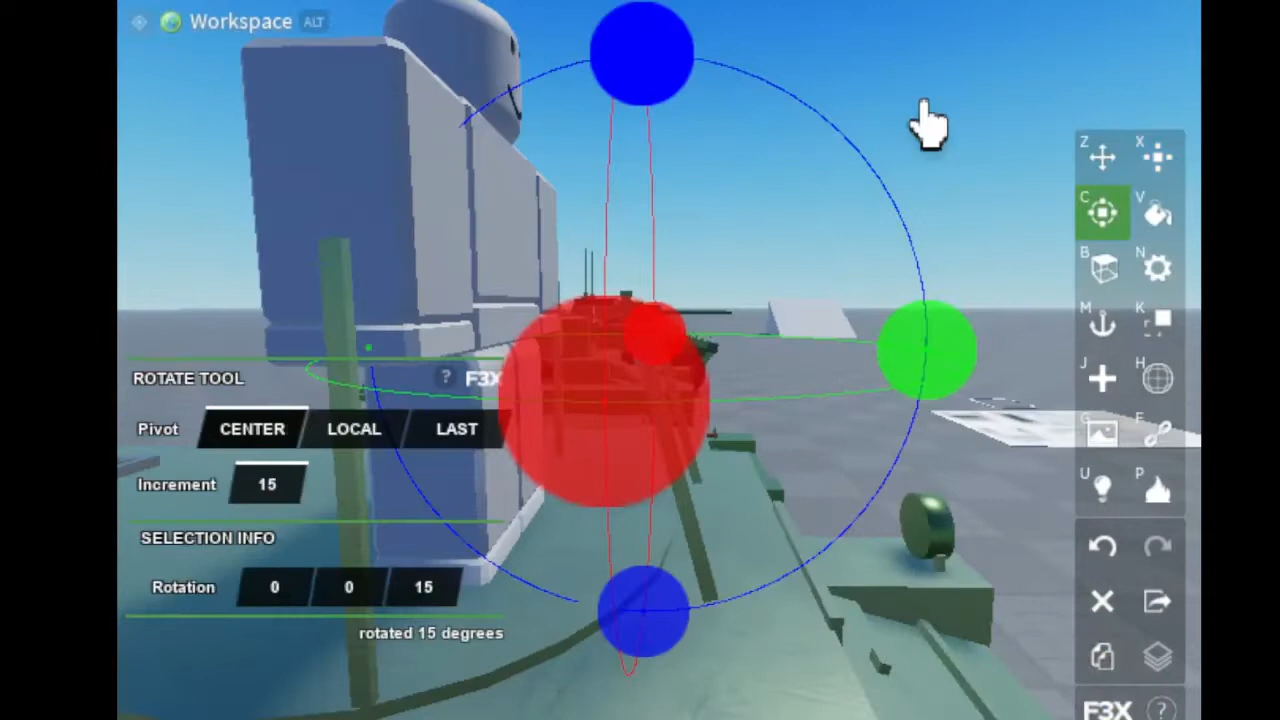 Workspace ALT
Z X
C V
B N
M K
r
J H
G F
U P
ROTATE TOOL ? F3X
Pivot CENTER LOCAL LAST
Increment 15
SELECTION INFO
Rotation 0 0 15
rotated 15 degrees
F3X ?